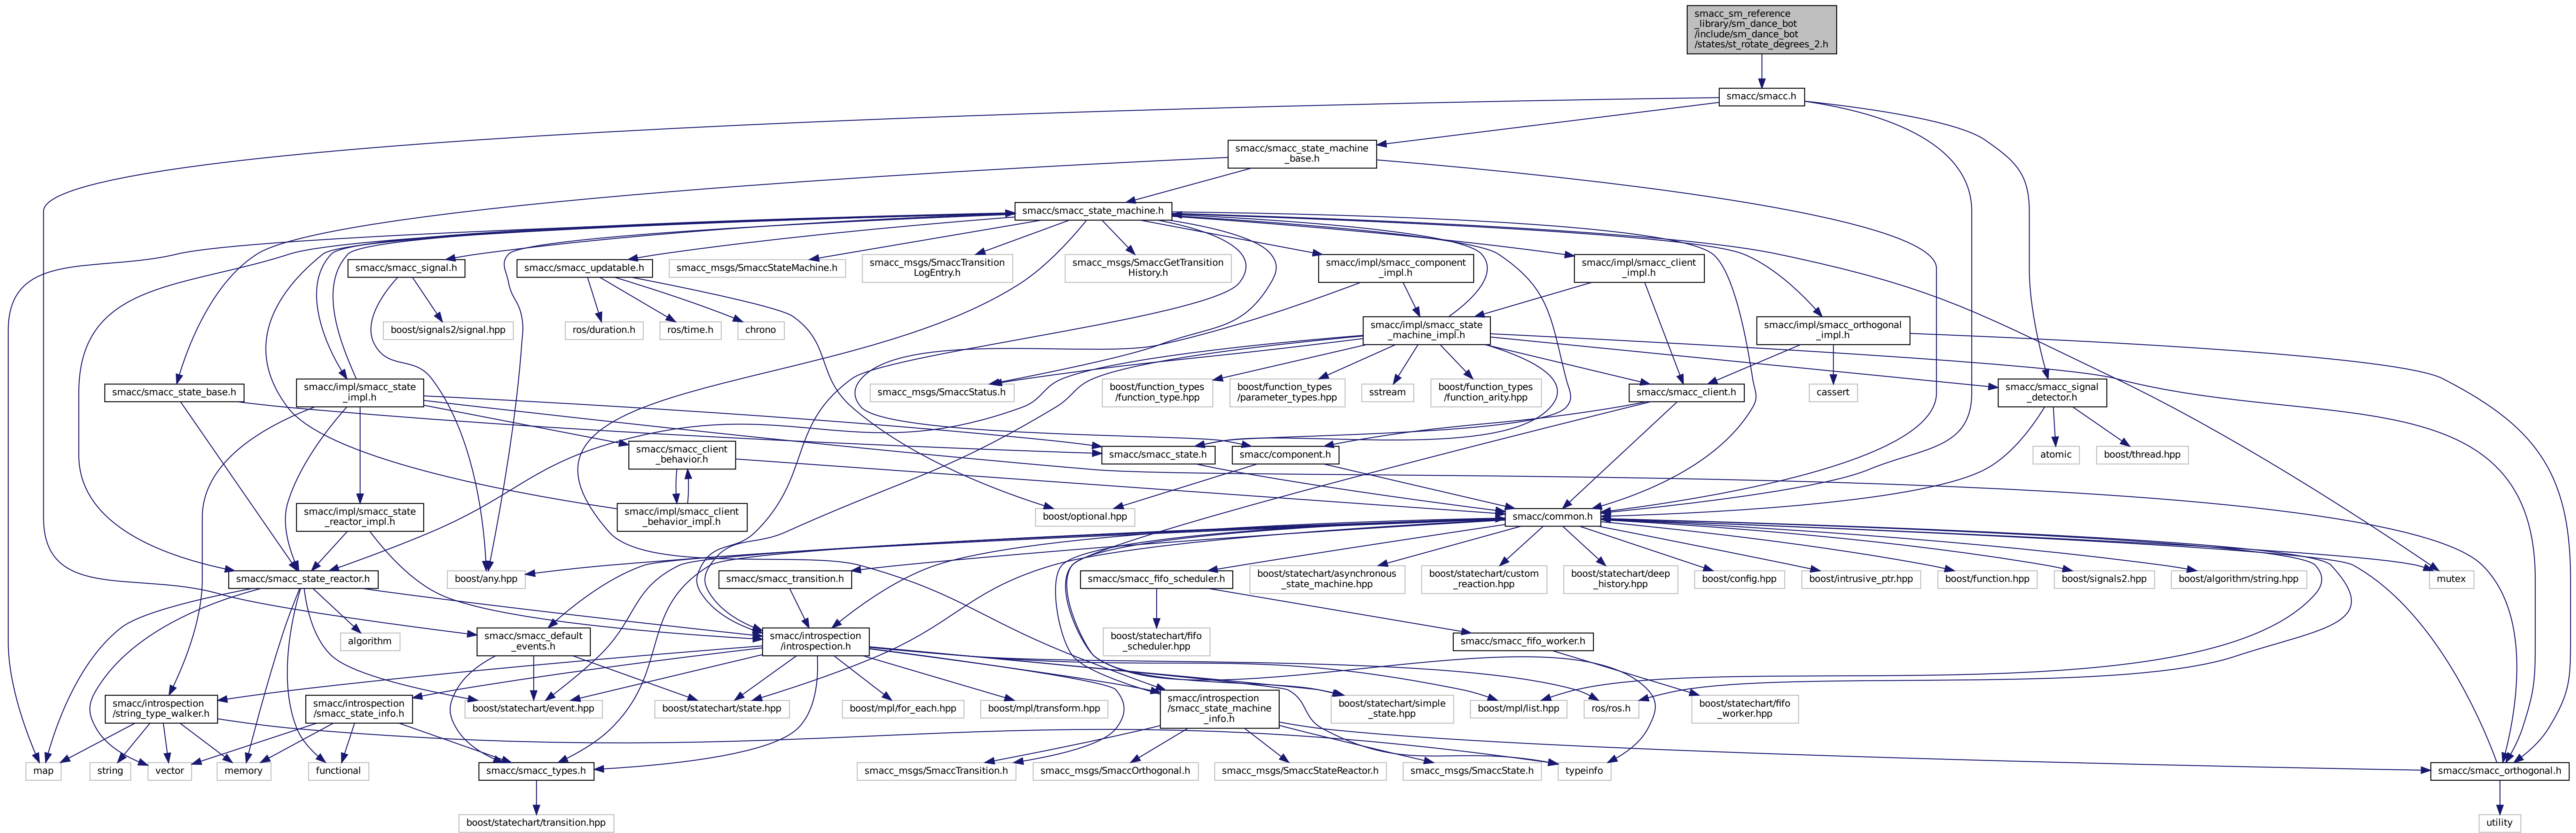 smacc_sm_reference
_library/sm_dance_bot
/include/sm_dance_bot
/states/st_rotate_degrees_2.h
smacc/smacc.h
smacc/smacc_state_machine
_base.h
smacc/smacc_state_machine.h
smacc/smacc_signal.h
smacc/smacc_updatable.h
smacc_msgs/SmaccStateMachine.h
smacc_msgs/SmaccTransition
LogEntry.h
smacc_msgs/SmaccGetTransition
History.h
smacc/impl/smacc_component
_impl.h
smacc/impl/smacc_client
_impl.h
boost/signals2/signal.hpp
ros/duration.h
ros/time.h
chrono
smacc/impl/smacc_state
_machine_impl.h
smacc/impl/smacc_orthogonal
_impl.h
smacc/smacc_state_base.h
smacc/impl/smacc_state
_impl.h
smacc_msgs/SmaccStatus.h
boost/function_types
/function_type.hpp
boost/function_types
/parameter_types.hpp
sstream
boost/function_types
/function_arity.hpp
smacc/smacc_client.h
cassert
smacc/smacc_signal
_detector.h
smacc/smacc_client
_behavior.h
smacc/smacc_state.h
smacc/component.h
atomic
boost/thread.hpp
smacc/impl/smacc_state
_reactor_impl.h
smacc/impl/smacc_client
_behavior_impl.h
boost/optional.hpp
smacc/common.h
smacc/smacc_state_reactor.h
boost/any.hpp
smacc/smacc_transition.h
smacc/smacc_fifo_scheduler.h
boost/statechart/asynchronous
_state_machine.hpp
boost/statechart/custom
_reaction.hpp
boost/statechart/deep
_history.hpp
boost/config.hpp
boost/intrusive_ptr.hpp
boost/function.hpp
boost/signals2.hpp
boost/algorithm/string.hpp
mutex
algorithm
smacc/smacc_default
_events.h
smacc/introspection
/introspection.h
boost/statechart/fifo
_scheduler.hpp
smacc/smacc_fifo_worker.h
smacc/introspection
/string_type_walker.h
smacc/introspection
/smacc_state_info.h
boost/statechart/event.hpp
boost/statechart/state.hpp
boost/mpl/for_each.hpp
boost/mpl/transform.hpp
smacc/introspection
/smacc_state_machine
_info.h
boost/statechart/simple
_state.hpp
boost/mpl/list.hpp
ros/ros.h
boost/statechart/fifo
_worker.hpp
map
string
vector
memory
functional
smacc/smacc_types.h
smacc_msgs/SmaccTransition.h
smacc_msgs/SmaccOrthogonal.h
smacc_msgs/SmaccStateReactor.h
smacc_msgs/SmaccState.h
typeinfo
smacc/smacc_orthogonal.h
boost/statechart/transition.hpp
utility